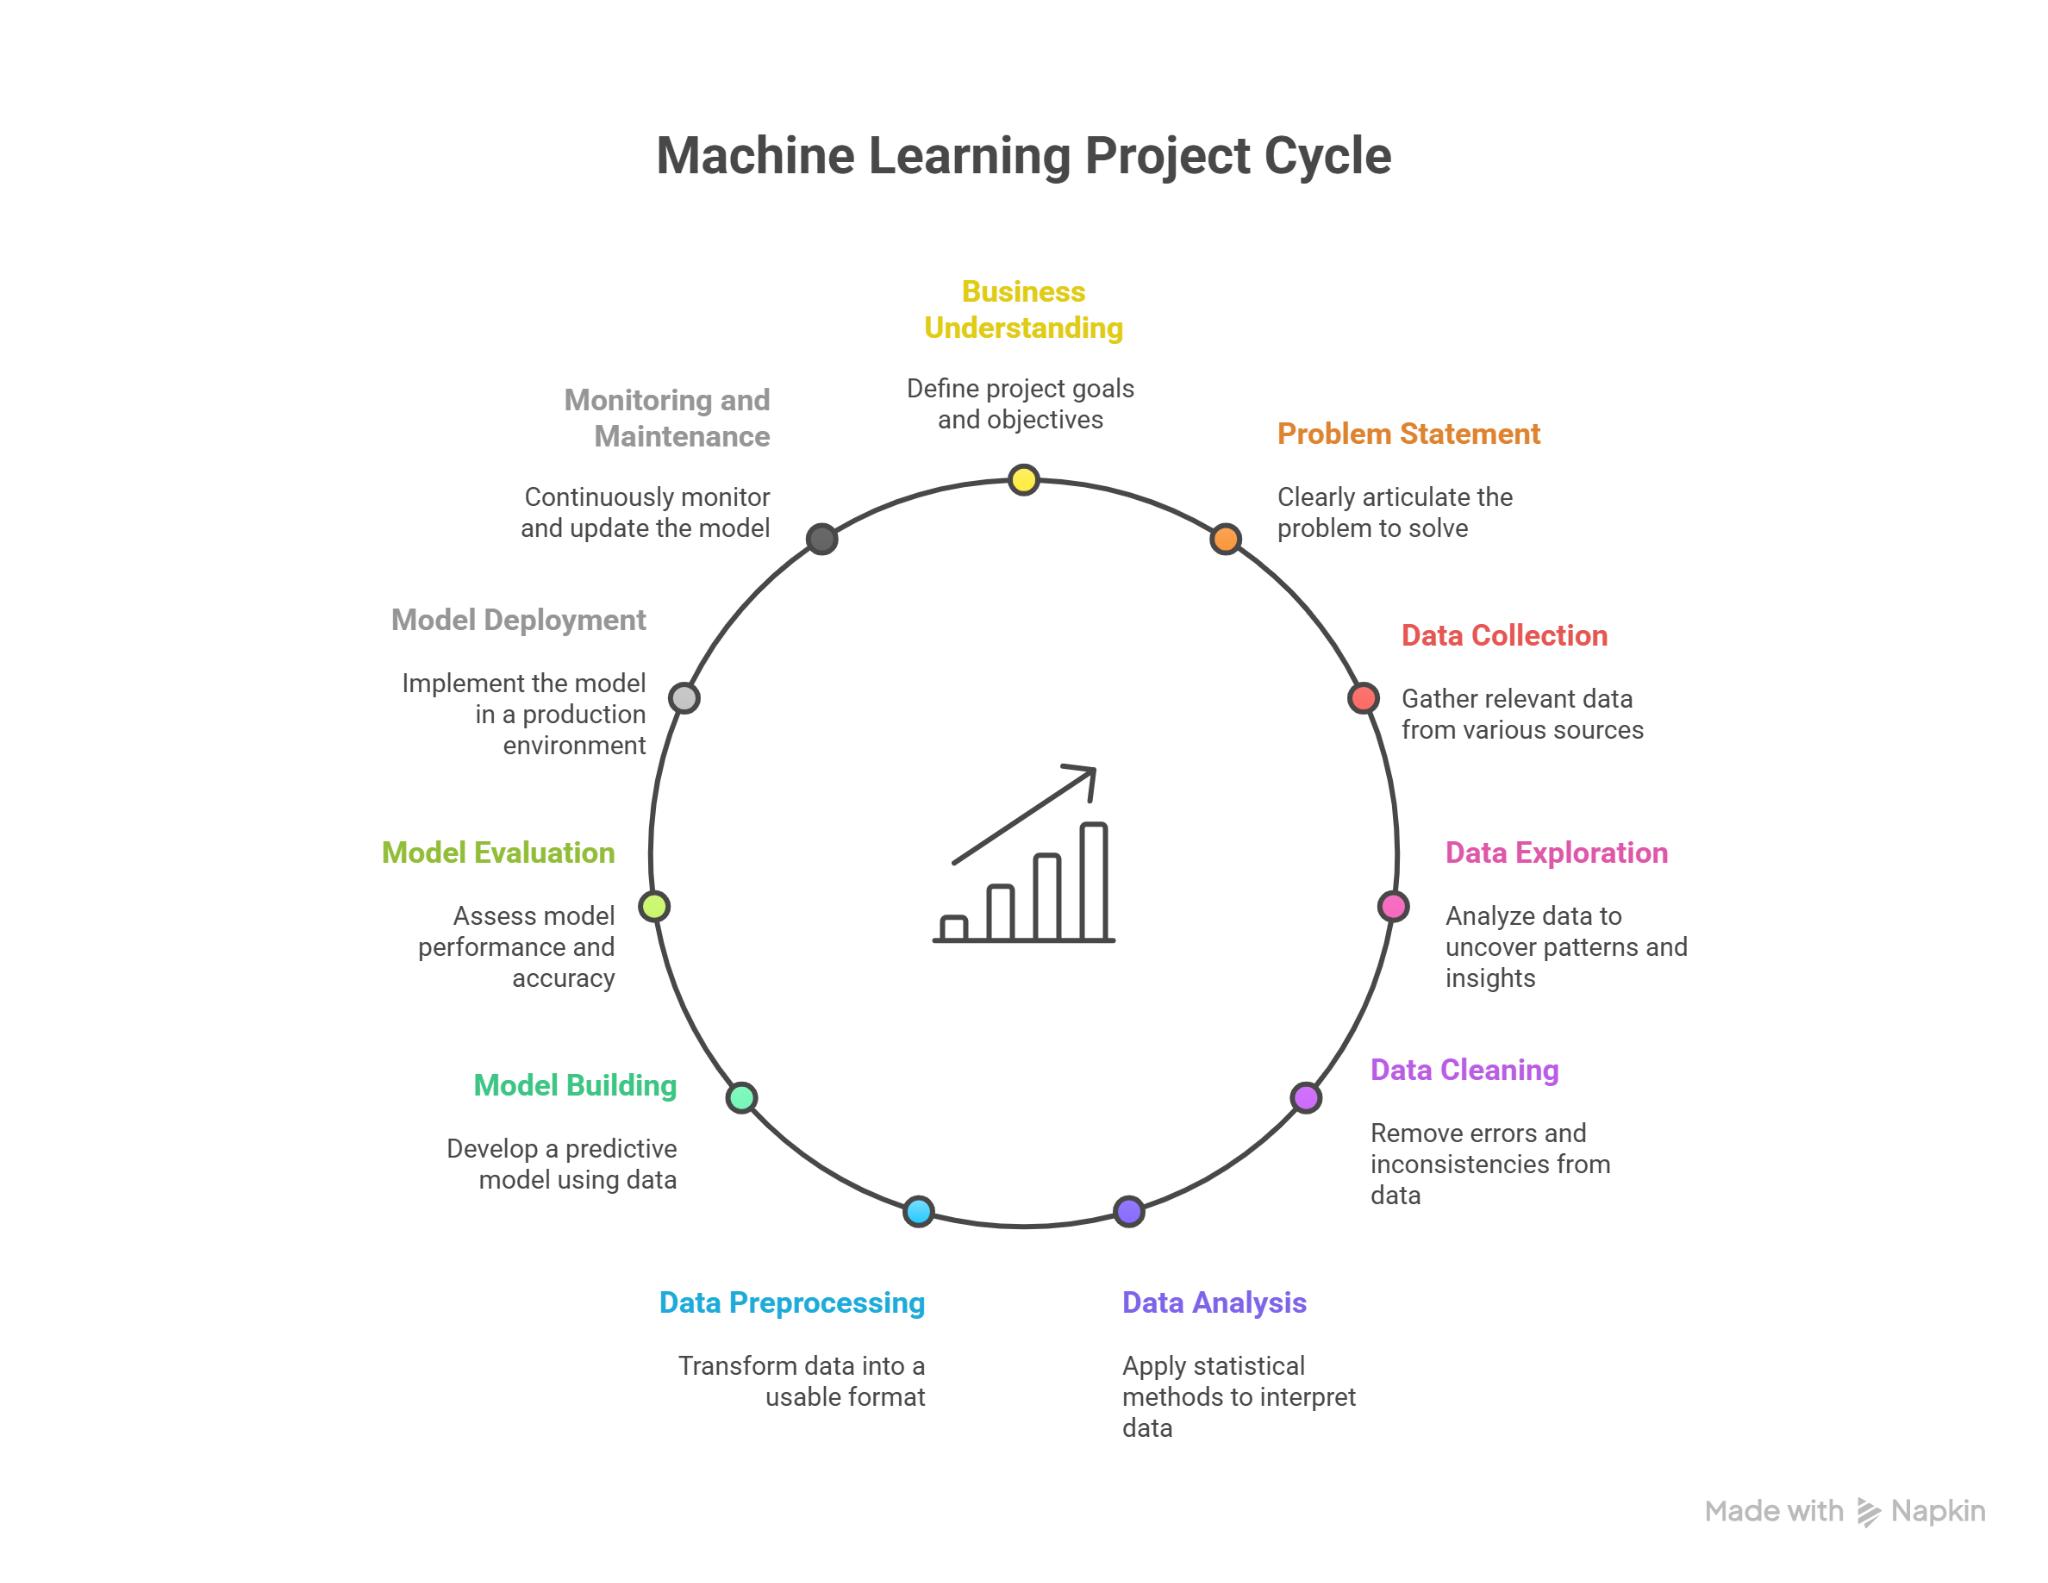 Machine Learning Project Cycle
Business
Understanding
Define project goals
and objectives
Problem Statement
Clearly articulate the
problem to solve
Data Collection
Gather relevant data
from various sources
Data Exploration
Analyze data to
uncover patterns and
insights
Data Cleaning
Remove errors and
inconsistencies from
data
Data Analysis
Apply statistical
methods to interpret
data
Data Preprocessing
Transform data into a
usable format
Model Building
Develop a predictive
model using data
Model Evaluation
Assess model
performance and
accuracy
Model Deployment
Implement the model
in a production
environment
Monitoring and
Maintenance
Continuously monitor
and update the model
Made with Napkin